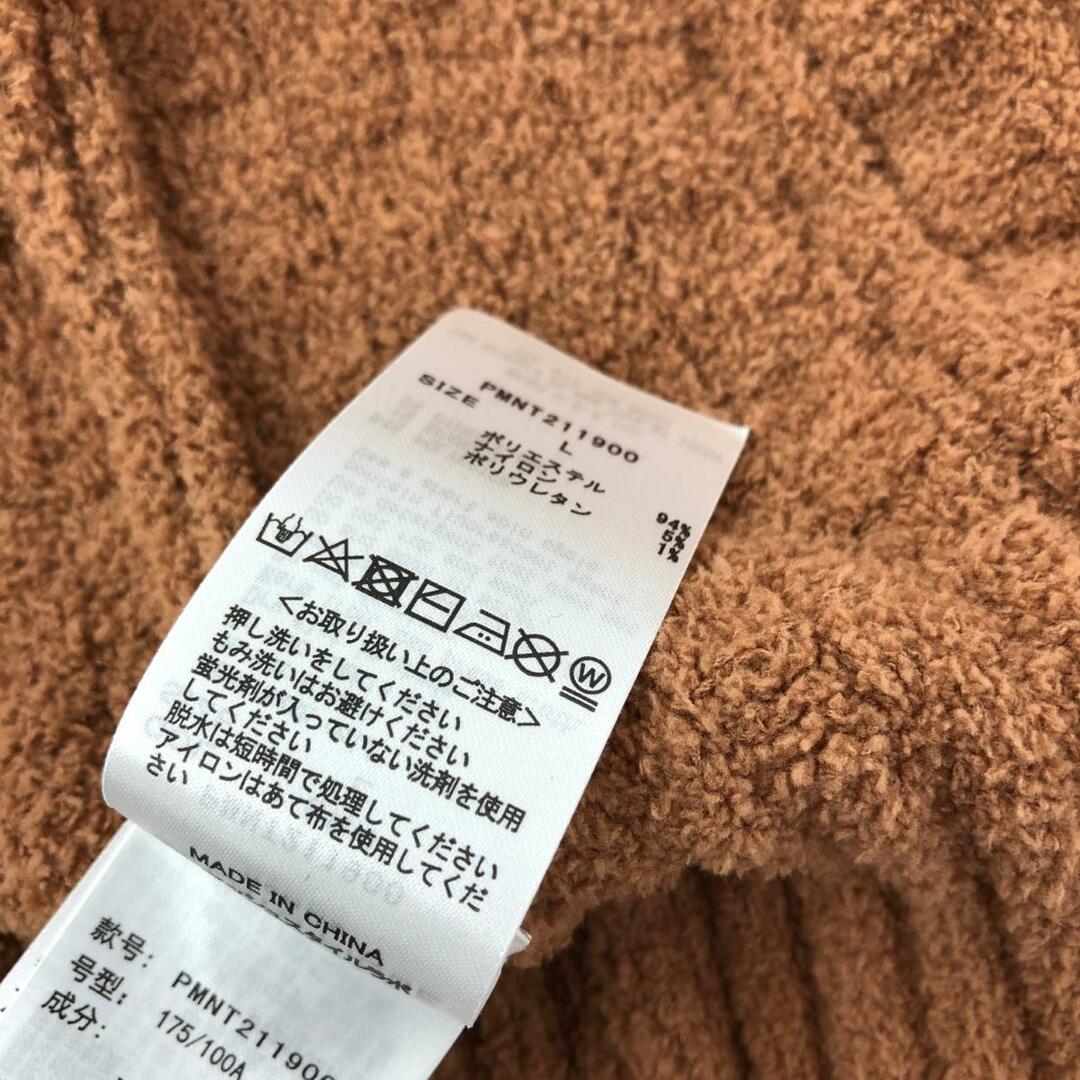 PMNT211900
SIZE L
ポリエステル 94%
ナイロン 5%
ポリウレタン 1%
W
<お取り扱い上のご注意>
押し洗いをしてください
もみ洗いはお避けください
蛍光剤が入っていない洗剤を使用
してください
脱水は短時間で処理してください
アイロンはあて布を使用してくだ
さい
MADE IN CHINA
款号: PMNT211900
号型: 175/100A
成分: